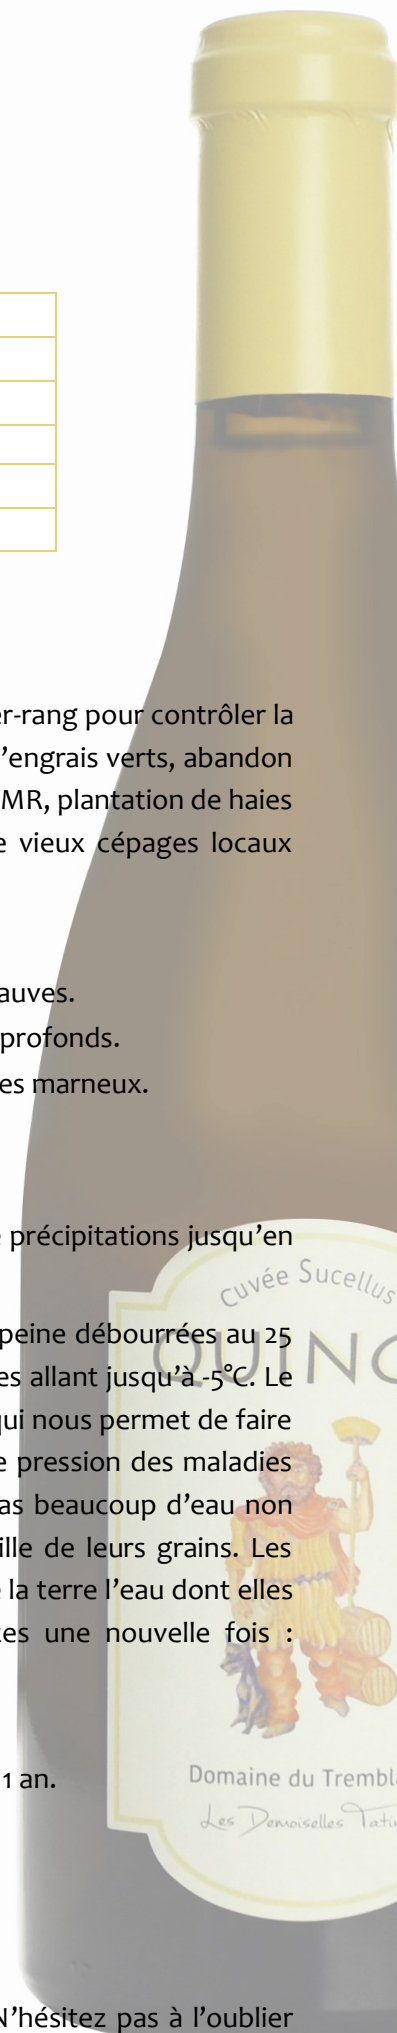 er-rang pour contrôler la
'engrais verts, abandon
MR, plantation de haies
e vieux cépages locaux
auves.
profonds.
es marneux.
précipitations jusqu'en
peine débourrées au 25
es allant jusqu'à -5°C. Le
qui nous permet de faire
e pression des maladies
as beaucoup d'eau non
ille de leurs grains. Les
e la terre l'eau dont elles
es une nouvelle fois :
1 an.
N'hésitez pas à l'oublier
Cuvée Sucellus
QUINC
Domaine du Trembl
Les Demoiselles Tati